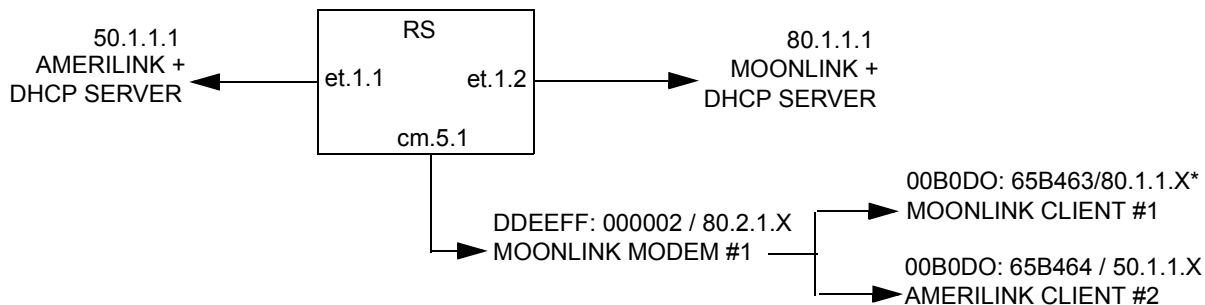 50.1.1.1
AMERILINK +
DHCP SERVER
RS
et.1.1
et.1.2
cm.5.1
80.1.1.1
MOONLINK +
DHCP SERVER
DDEEFF: 000002 / 80.2.1.X
MOONLINK MODEM #1
00B0DO: 65B463/80.1.1.X*
MOONLINK CLIENT #1
00B0DO: 65B464 / 50.1.1.X
AMERILINK CLIENT #2